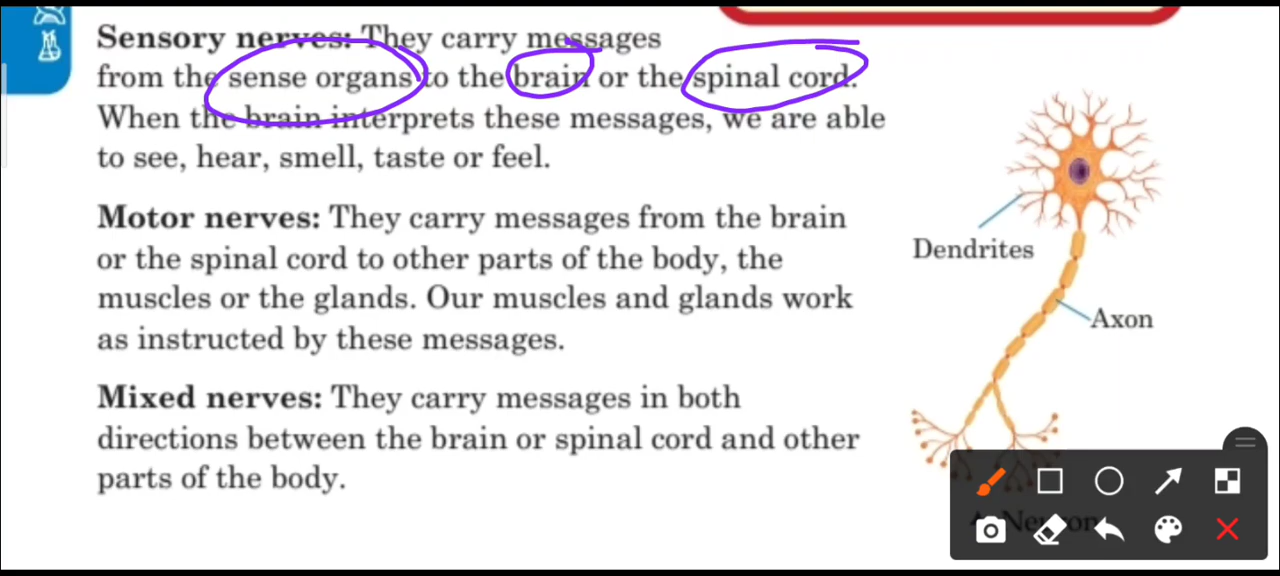 Sensory nerves: They carry messages
from the sense organs to the brain or the spinal cord.
When the brain interprets these messages, we are able
to see, hear, smell, taste or feel.
Motor nerves: They carry messages from the brain
or the spinal cord to other parts of the body, the
muscles or the glands. Our muscles and glands work
as instructed by these messages.
Mixed nerves: They carry messages in both
directions between the brain or spinal cord and other
parts of the body.
Dendrites
Axon
Neuron